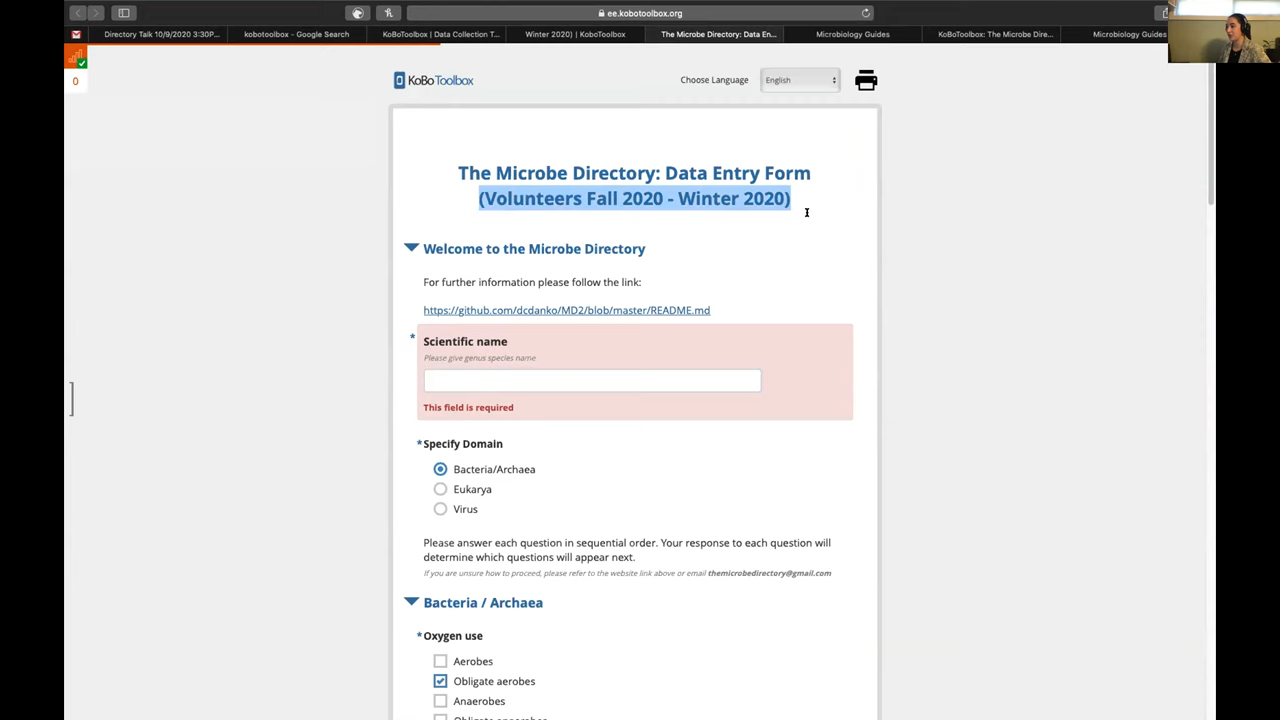 ee.kobotoolbox.org
Directory Talk 10/9/2020 3:30P...
kobotoolbox - Google Search
KoBoToolbox | Data Collection T...
Winter 2020) | KoboToolbox
The Microbe Directory: Data En...
Microbiology Guides
KoBoToolbox: The Microbe Dire...
Microbiology Guides
0
KoBoToolbox
Choose Language
English
The Microbe Directory: Data Entry Form
(Volunteers Fall 2020 - Winter 2020)
Welcome to the Microbe Directory
For further information please follow the link:
https://github.com/dcdanko/MD2/blob/master/README.md
* Scientific name
Please give genus species name
This field is required
*Specify Domain
Bacteria/Archaea
Eukarya
Virus
Please answer each question in sequential order. Your response to each question will
determine which questions will appear next.
If you are unsure how to proceed, please refer to the website link above or email themicrobedirectory@gmail.com
Bacteria / Archaea
*Oxygen use
Aerobes
Obligate aerobes
Anaerobes